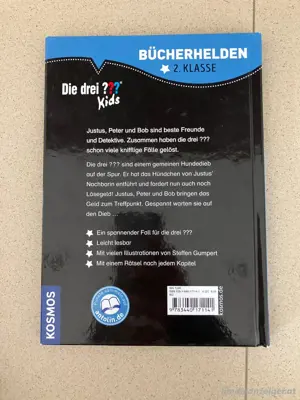 BÜCHERHELDEN
2. KLASSE
Die drei ???®
Kids
Justus, Peter und Bob sind beste Freunde
und Detektive. Zusammen haben die drei ???
schon viele knifflige Fälle gelöst.
Die drei ??? sind einem gemeinen Hundedieb
auf der Spur. Er hat das Hündchen von Justus'
Nachbarin entführt und fordert nun auch noch
Lösegeld! Justus, Peter und Bob bringen das
Geld zum Treffpunkt. Gespannt warten sie auf
den Dieb ...
Ein spannender Fall für die drei ???
Leicht lesbar
Mit vielen Illustrationen von Steffen Gumpert
Mit einem Rätsel nach jedem Kapitel
KOSMOS
antolin.de
kosmos.de
9783440171141